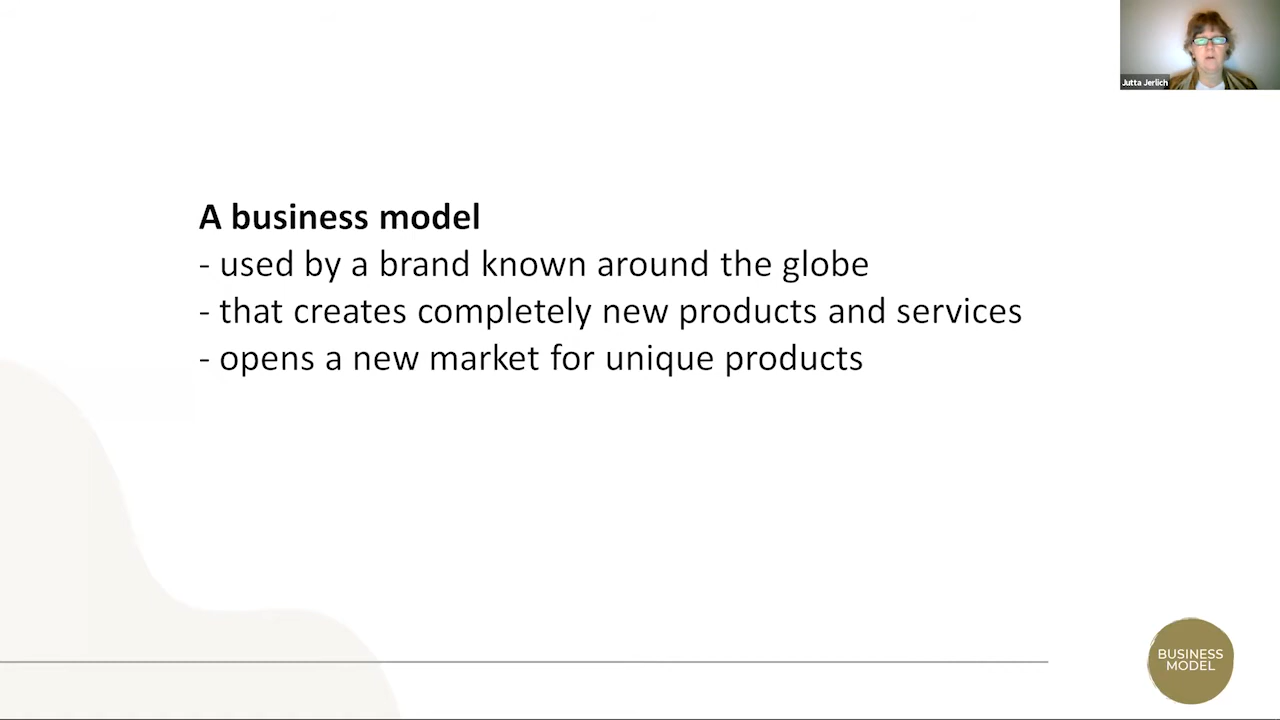 Jutta Jerlich
A business model
- used by a brand known around the globe
- that creates completely new products and services
- opens a new market for unique products
BUSINESS
MODEL